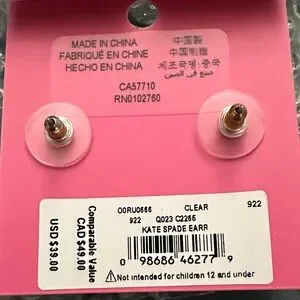 MADE IN CHINA
FABRIQUÉ EN CHINE
HECHO EN CHINA
中国製
中国制造
제조국명:중국
صنع في الصين
CA57710
RN0102760
OORU0556 CLEAR 922
922 Q023 C2255
KATE SPADE EARR
0 98686 46277 9
Not intended for children 12 and under
Comparable Value
CAD $49.00
USD $39.00